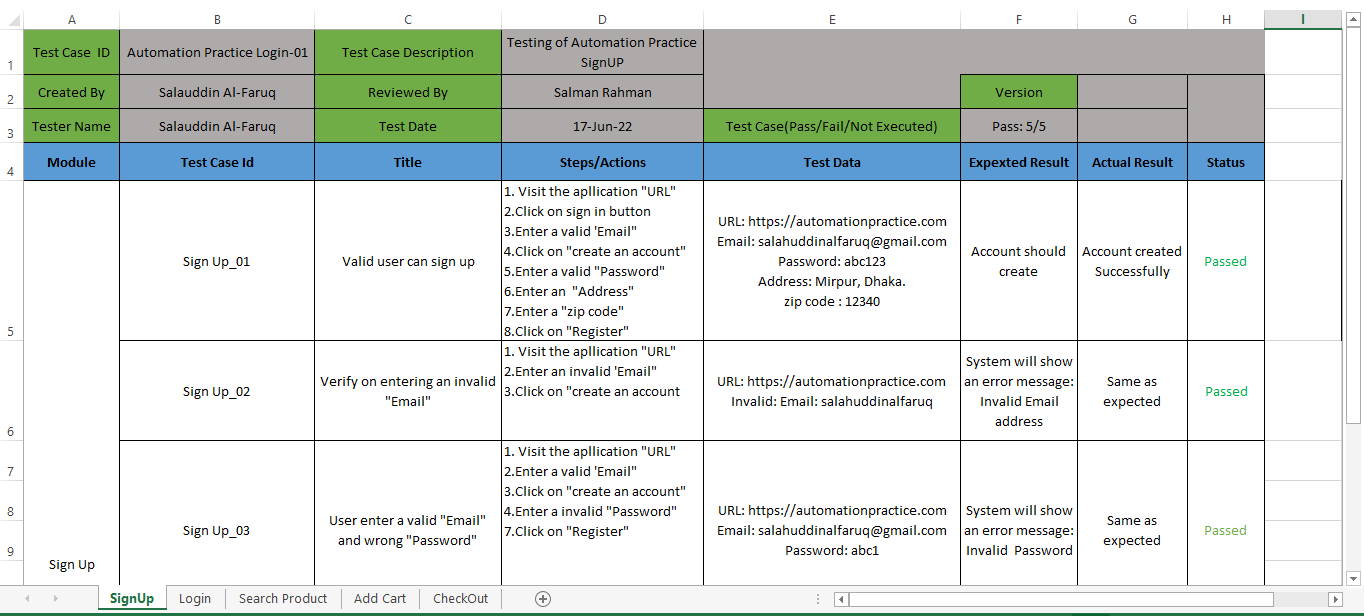 A B C D E F G H I
1 Test Case  ID Automation Practice Login-01 Test Case Description Testing of Automation Practice
SignUP
2 Created By Salauddin Al-Faruq Reviewed By Salman Rahman Version
3 Tester Name Salauddin Al-Faruq Test Date 17-Jun-22 Test Case(Pass/Fail/Not Executed) Pass: 5/5
4 Module Test Case Id Title Steps/Actions Test Data Expexted Result Actual Result Status
5
Sign Up_01
Valid user can sign up
1. Visit the apllication "URL"
2.Click on sign in button
3.Enter a valid 'Email"
4.Click on "create an account"
5.Enter a valid "Password"
6.Enter an  "Address"
7.Enter a "zip code"
8.Click on "Register"
URL: https://automationpractice.com
Email: salahuddinalfaruq@gmail.com
Password: abc123
Address: Mirpur, Dhaka.
zip code : 12340
Account should
create
Account created
Successfully
Passed
6
Sign Up_02
Verify on entering an invalid
"Email"
1. Visit the apllication "URL"
2.Enter an invalid 'Email"
3.Click on "create an account
URL: https://automationpractice.com
Invalid: Email: salahuddinalfaruq
System will show
an error message:
Invalid Email
address
Same as
expected
Passed
7
8
9
Sign Up
Sign Up_03
User enter a valid "Email"
and wrong "Password"
1. Visit the apllication "URL"
2.Enter a valid 'Email"
3.Click on "create an account"
4.Enter a invalid "Password"
7.Click on "Register"
URL: https://automationpractice.com
Email: salahuddinalfaruq@gmail.com
Password: abc1
System will show
an error message:
Invalid  Password
Same as
expected
Passed
SignUp Login Search Product Add Cart CheckOut